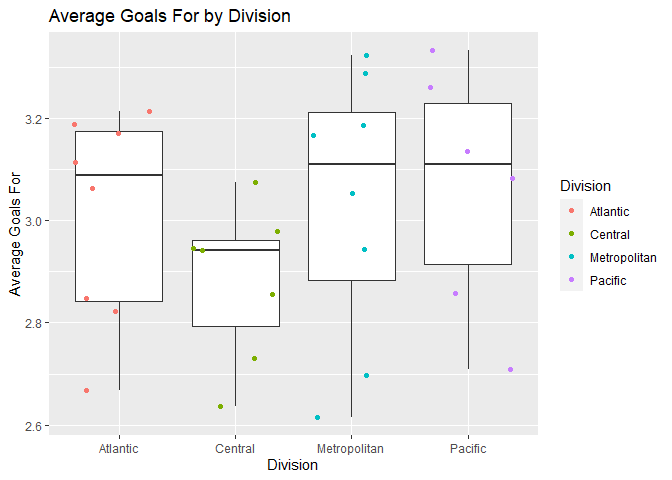 Average Goals For by Division
Average Goals For
3.2
3.0
2.8
2.6
Atlantic
Central
Metropolitan
Pacific
Division
Division
Atlantic
Central
Metropolitan
Pacific